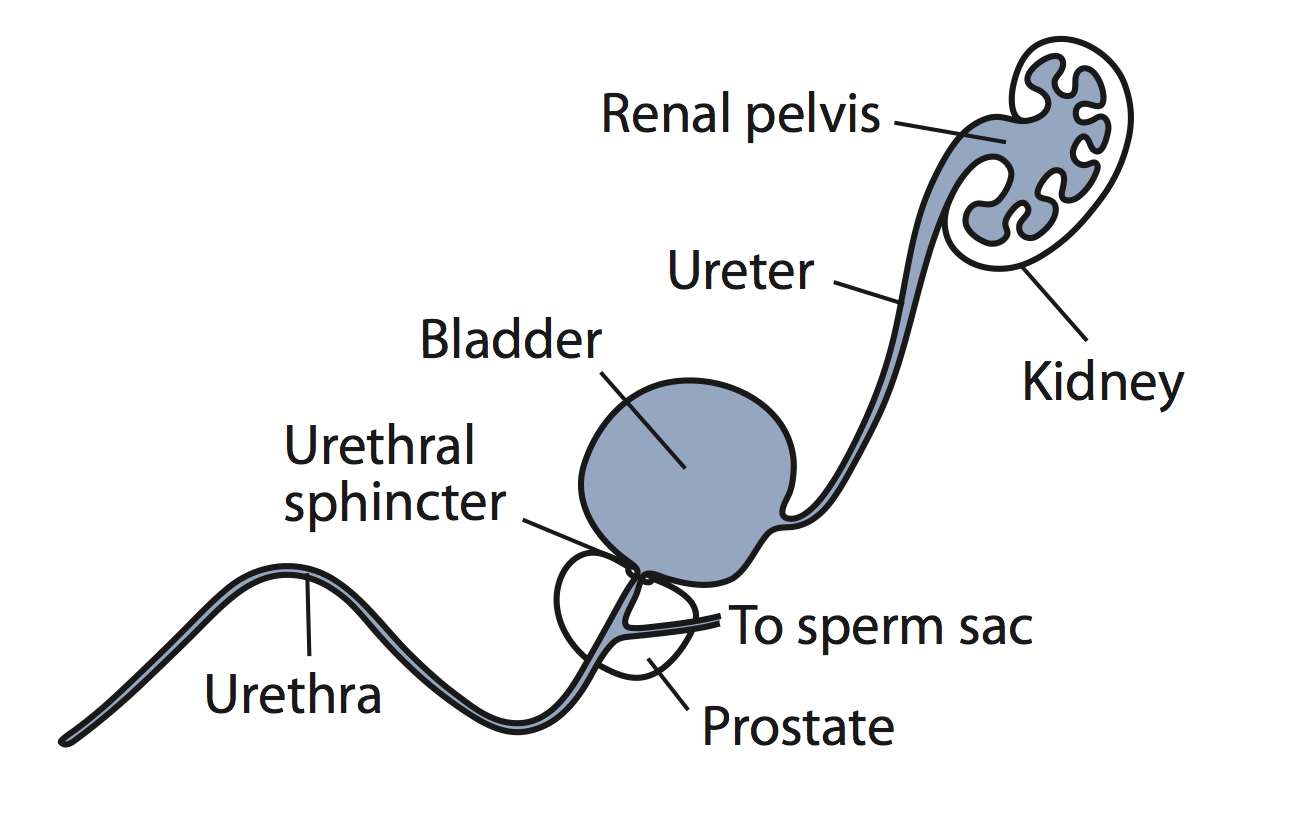 Renal pelvis
Ureter
Kidney
Bladder
Urethral
sphincter
To sperm sac
Urethra
Prostate